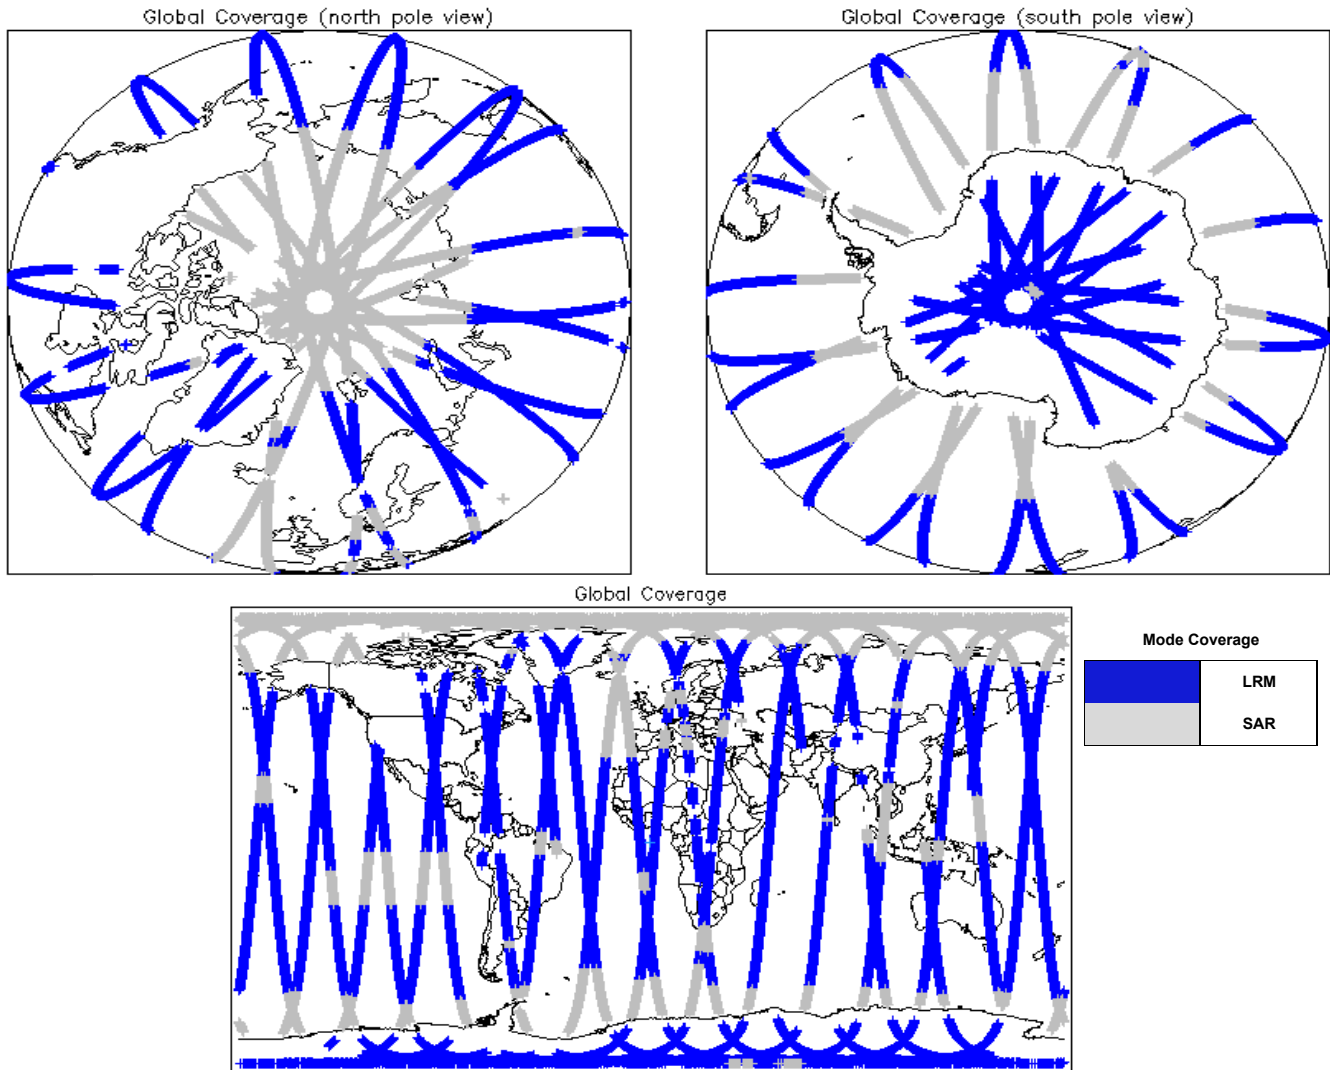 Global Coverage (north pole view)
Global Coverage (south pole view)
Global Coverage
Mode Coverage
LRM
SAR